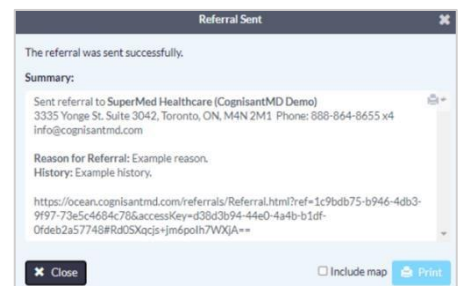 Referral Sent
The referral was sent successfully.
Summary:
Sent referral to SuperMed Healthcare (CognisantMD Demo)
3335 Yonge St. Suite 3042, Toronto, ON, M4N 2M1 Phone: 888-864-8655 x4
info@cognisantmd.com
Reason for Referral: Example reason.
History: Example history.
https://ocean.cognisantmd.com/referrals/Referral.html?ref=1c9bdb75-b946-4db3-
9f97-73e5c4684c78&accessKey=d38d3b94-44e0-4a4b-b1df-
0fdeb2a57748#Rd0SXqcjs+jm6polh7WXjA==
Close
Include map
Print